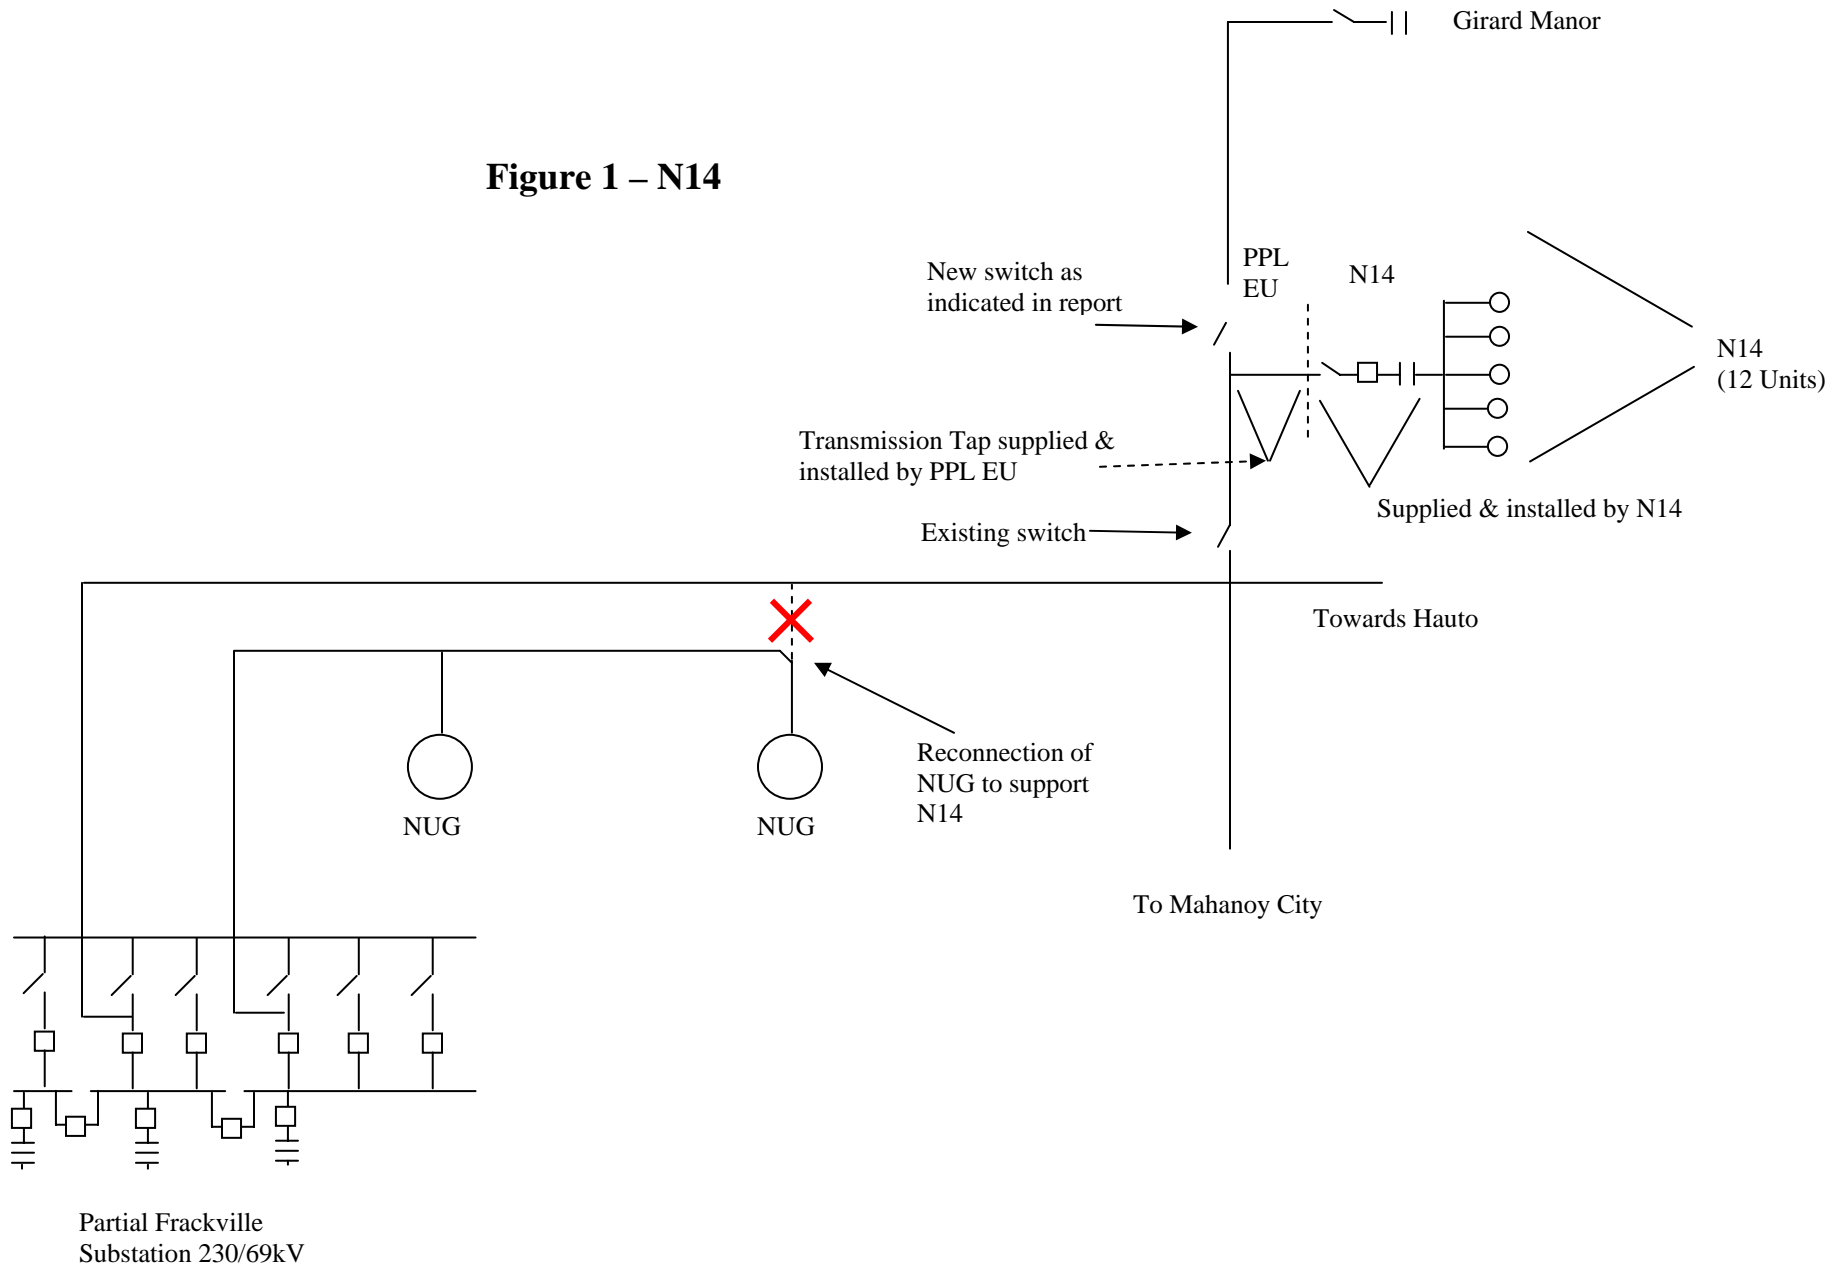 Girard Manor
Figure 1 – N14
PPL
EU
N14
New switch as
indicated in report
N14
(12 Units)
Transmission Tap supplied &
installed by PPL EU
Supplied & installed by N14
Existing switch
Towards Hauto
Reconnection of
NUG to support
N14
NUG
NUG
To Mahanoy City
Partial Frackville
Substation 230/69kV